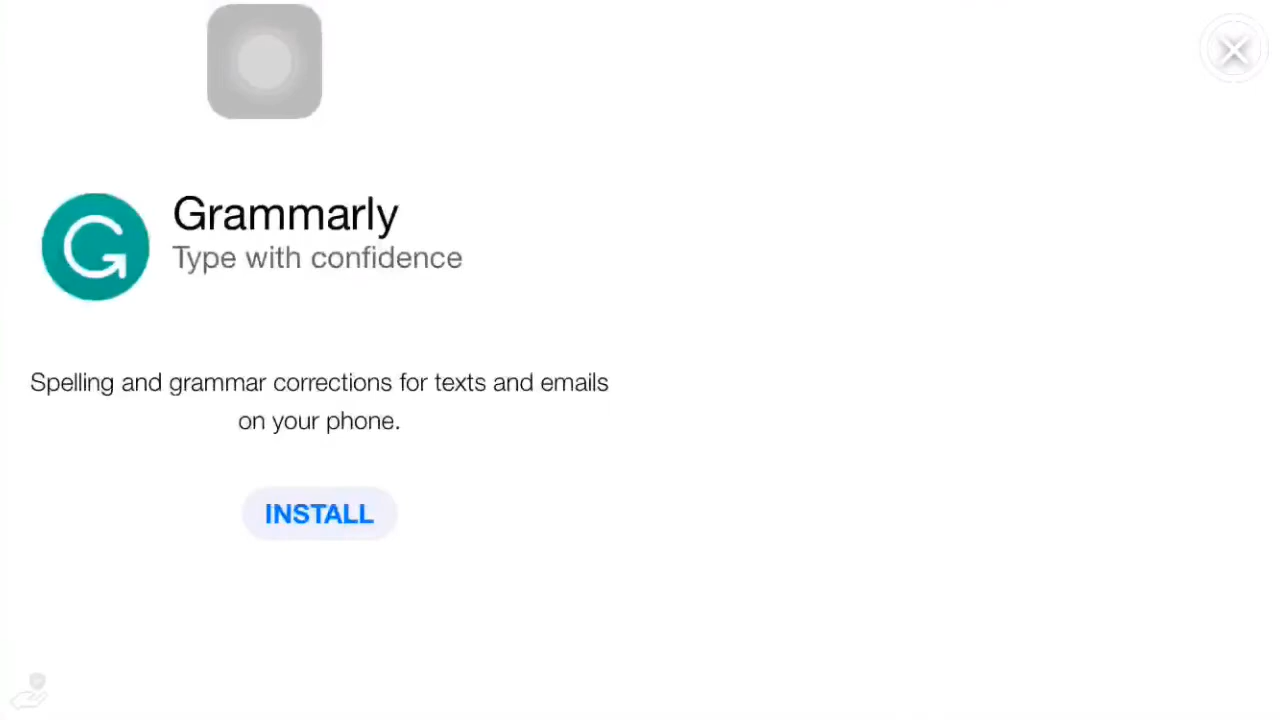 Grammarly
Type with confidence
Spelling and grammar corrections for texts and emails
on your phone.
INSTALL